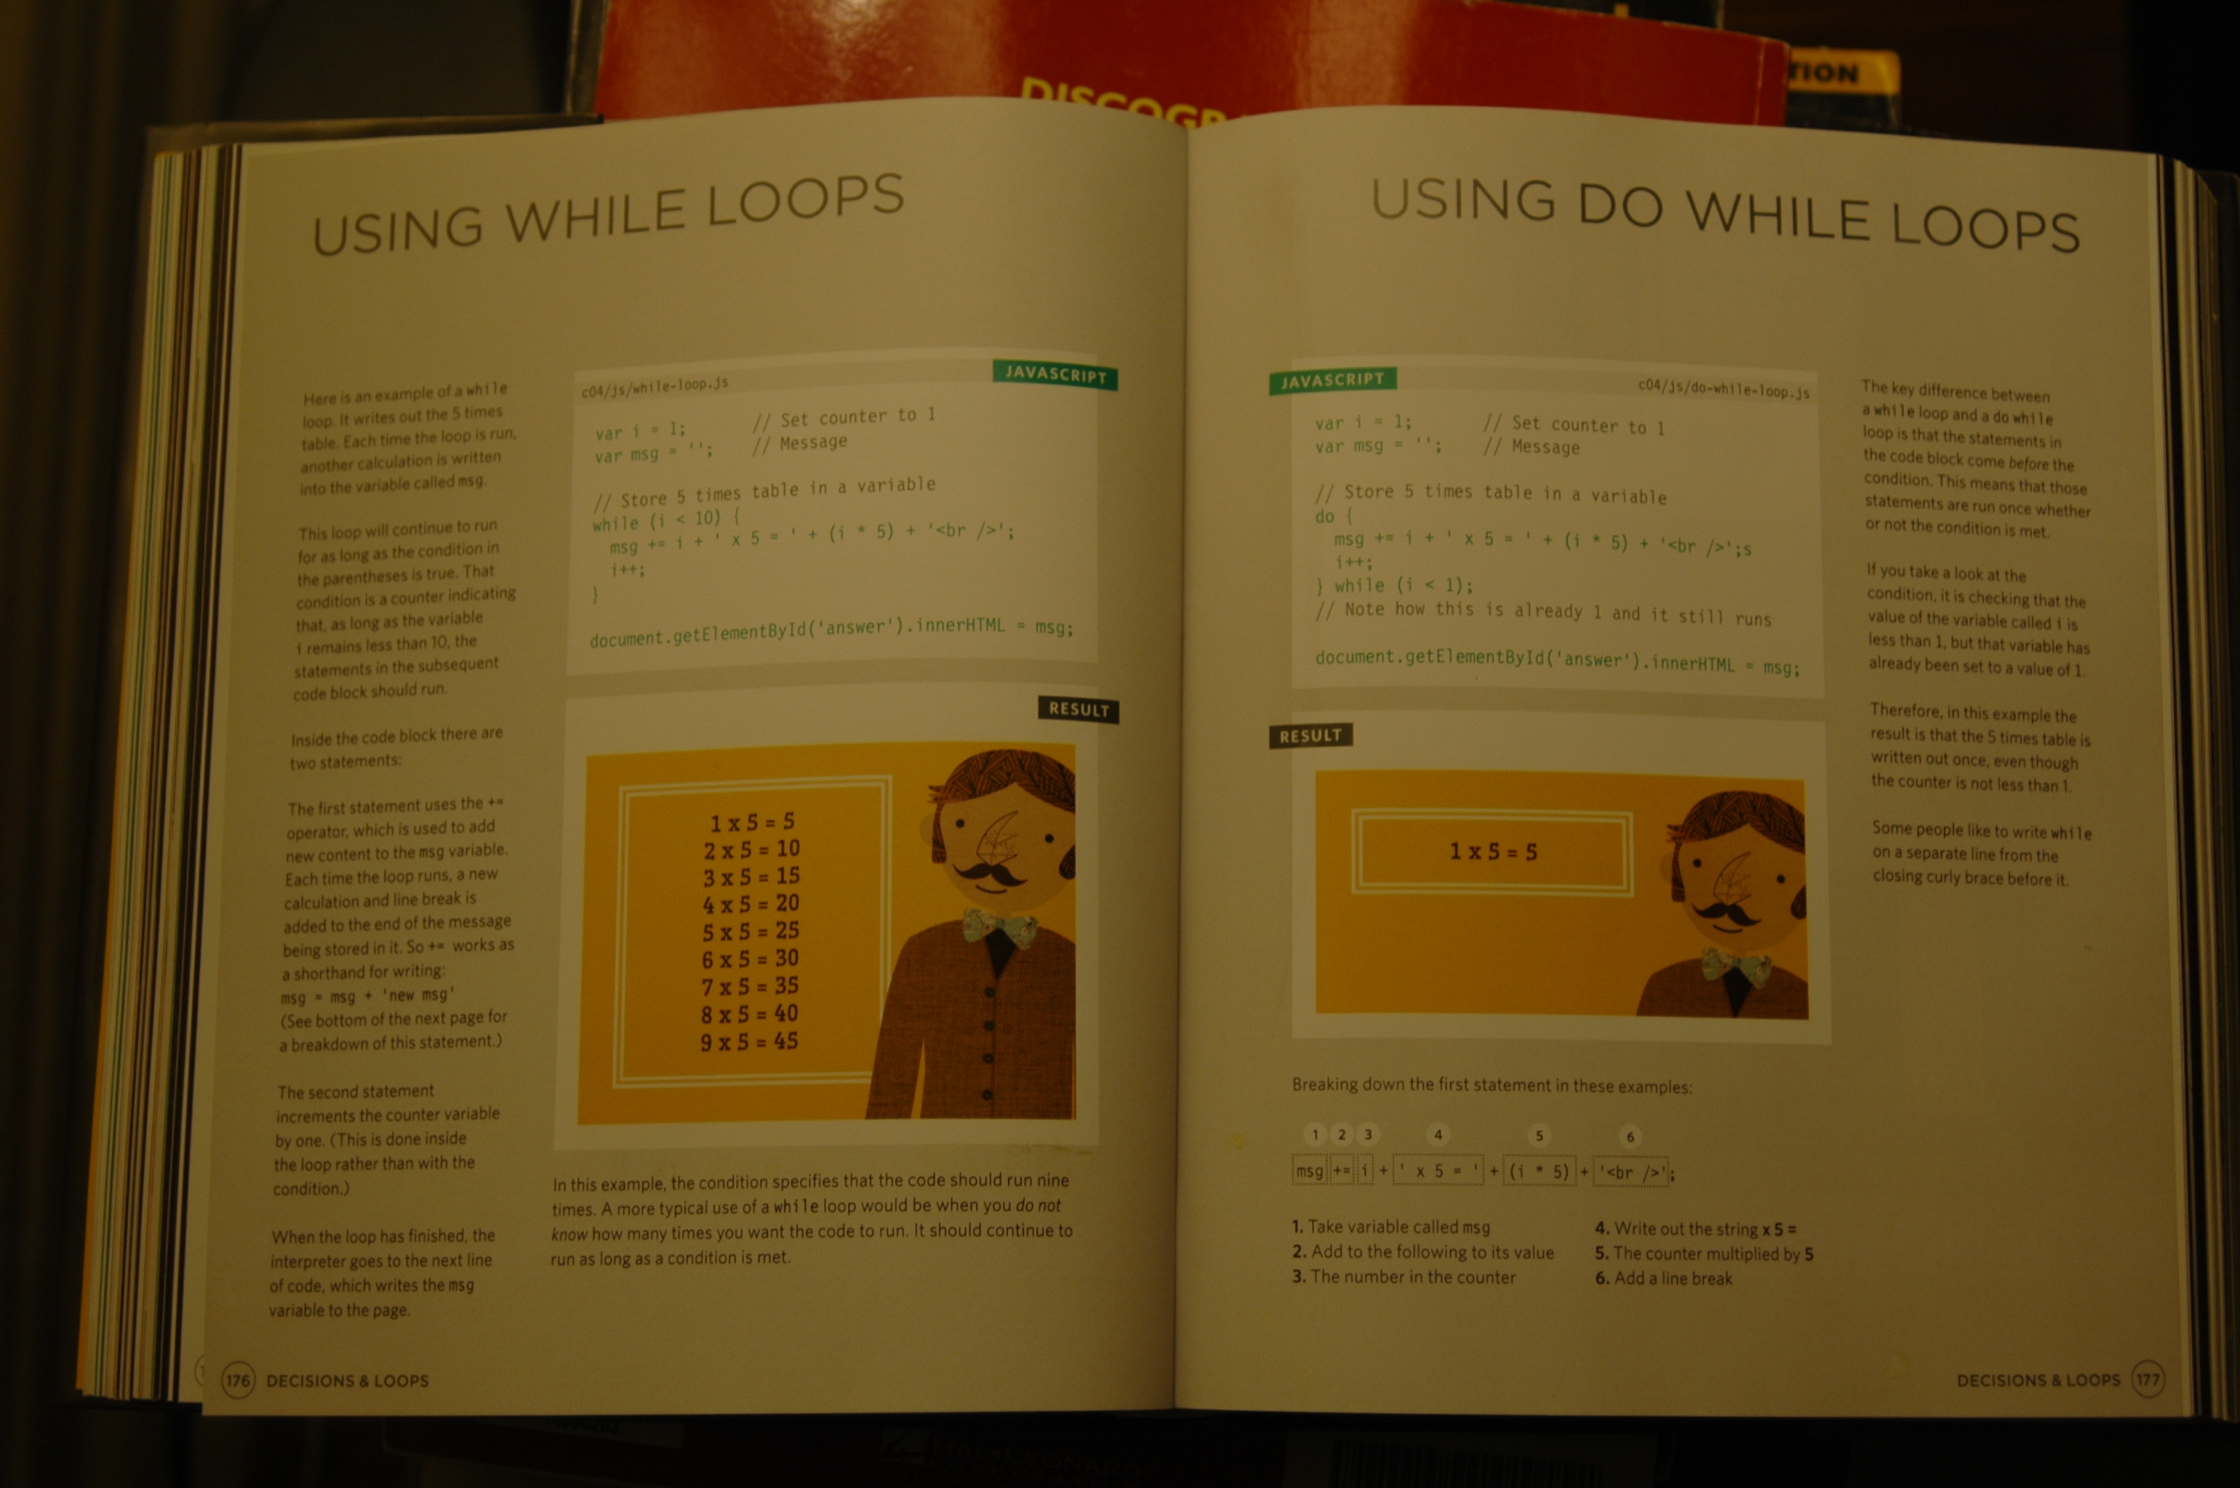 DISCOGR
TION
USING WHILE LOOPS
Here is an example of a while
loop. It writes out the 5 times
table. Each time the loop is run,
another calculation is written
into the variable called msg.
This loop will continue to run
for as long as the condition in
the parentheses is true. That
condition is a counter indicating
that, as long as the variable
i remains less than 10, the
statements in the subsequent
code block should run.
Inside the code block there are
two statements:
The first statement uses the +=
operator, which is used to add
new content to the msg variable.
Each time the loop runs, a new
calculation and line break is
added to the end of the message
being stored in it. So += works as
a shorthand for writing:
msg = msg + 'new msg'
(See bottom of the next page for
a breakdown of this statement.)
The second statement
increments the counter variable
by one. (This is done inside
the loop rather than with the
condition.)
When the loop has finished, the
interpreter goes to the next line
of code, which writes the msg
variable to the page.
c04/js/while-loop.js
JAVASCRIPT
var i = 1; // Set counter to 1
var msg = ''; // Message
// Store 5 times table in a variable
while (i < 10) {
msg += i + ' x 5 = ' + (i * 5) + '<br />';
i++;
}
document.getElementById('answer').innerHTML = msg;
RESULT
1 x 5 = 5
2 x 5 = 10
3 x 5 = 15
4 x 5 = 20
5 x 5 = 25
6 x 5 = 30
7 x 5 = 35
8 x 5 = 40
9 x 5 = 45
In this example, the condition specifies that the code should run nine
times. A more typical use of a while loop would be when you do not
know how many times you want the code to run. It should continue to
run as long as a condition is met.
176 DECISIONS & LOOPS
USING DO WHILE LOOPS
JAVASCRIPT
c04/js/do-while-loop.js
var i = 1; // Set counter to 1
var msg = ''; // Message
// Store 5 times table in a variable
do {
msg += i + ' x 5 = ' + (i * 5) + '<br />';s
i++;
} while (i < 1);
// Note how this is already 1 and it still runs
document.getElementById('answer').innerHTML = msg;
RESULT
1 x 5 = 5
Breaking down the first statement in these examples:
1 2 3 4 5 6
msg += i + ' x 5 = ' + (i * 5) + '<br />';
1. Take variable called msg
2. Add to the following to its value
3. The number in the counter
4. Write out the string x 5 =
5. The counter multiplied by 5
6. Add a line break
The key difference between
a while loop and a do while
loop is that the statements in
the code block come before the
condition. This means that those
statements are run once whether
or not the condition is met.
If you take a look at the
condition, it is checking that the
value of the variable called i is
less than 1, but that variable has
already been set to a value of 1.
Therefore, in this example the
result is that the 5 times table is
written out once, even though
the counter is not less than 1.
Some people like to write while
on a separate line from the
closing curly brace before it.
DECISIONS & LOOPS 177
HAL•LEONARD